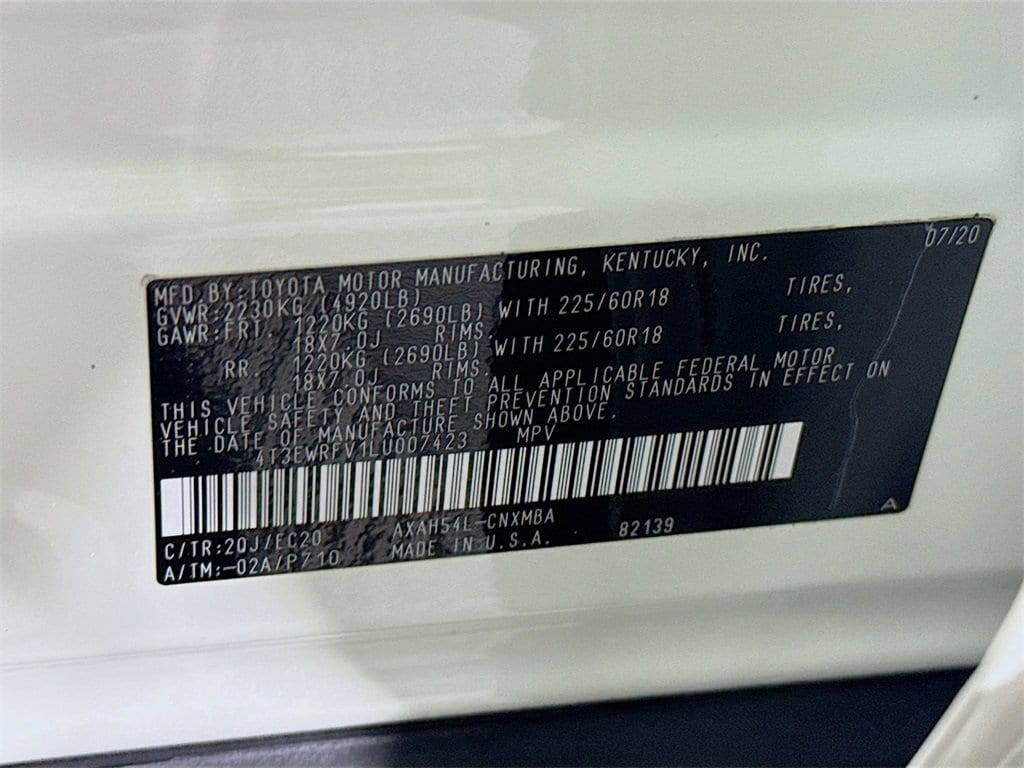 07/20
MFD.BY:TOYOTA MOTOR MANUFACTURING, KENTUCKY, INC.
GVWR:2230KG (4920LB)
GAWR:FRT. 1220KG (2690LB) WITH 225/60R18 TIRES,
18X7.0J RIMS.
RR. 1220KG (2690LB) WITH 225/60R18 TIRES,
18X7.0J RIMS.
THIS VEHICLE CONFORMS TO ALL APPLICABLE FEDERAL MOTOR
VEHICLE SAFETY AND THEFT PREVENTION STANDARDS IN EFFECT ON
THE DATE OF MANUFACTURE SHOWN ABOVE.
4T3EWRFV1LU007423 MPV
C/TR:2QJ/EC20 AXAH54L-CNXMBA
A/TM:-02A/P710 MADE IN U.S.A. 82139
A